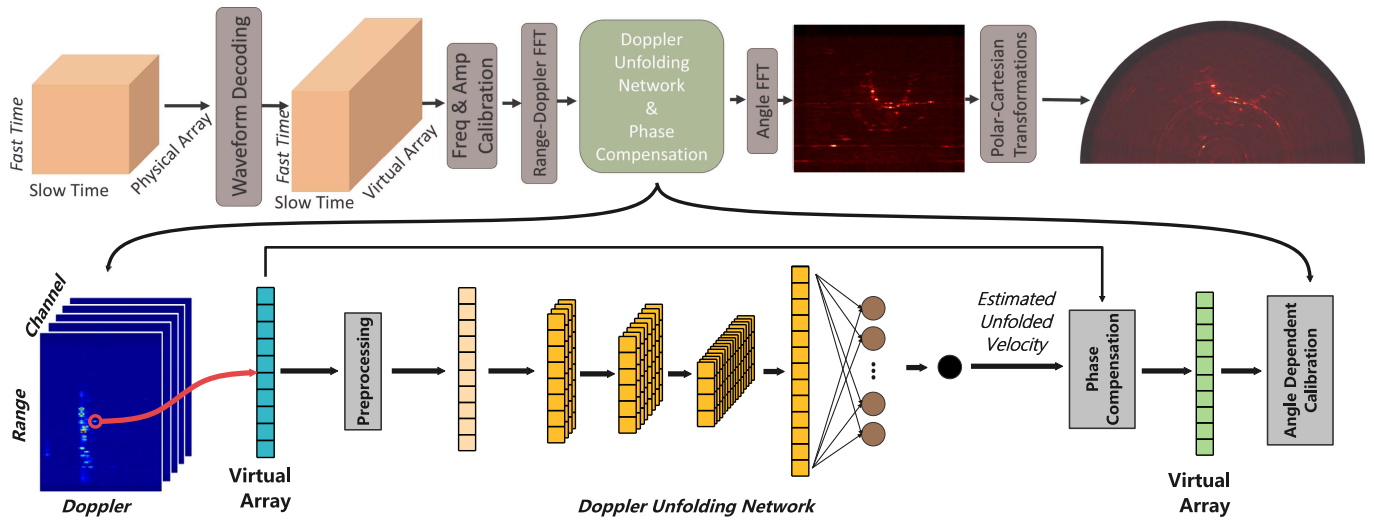 Fast Time
Slow Time
Physical Array
Waveform Decoding
Fast Time
Slow Time
Virtual Array
Freq & Amp
Calibration
Range-Doppler FFT
Doppler
Unfolding
Network
&
Phase
Compensation
Angle FFT
Polar-Cartesian
Transformations
Channel
Range
Doppler
Virtual
Array
Preprocessing
Doppler Unfolding Network
Estimated
Unfolded
Velocity
Phase
Compensation
Virtual
Array
Angle Dependent
Calibration